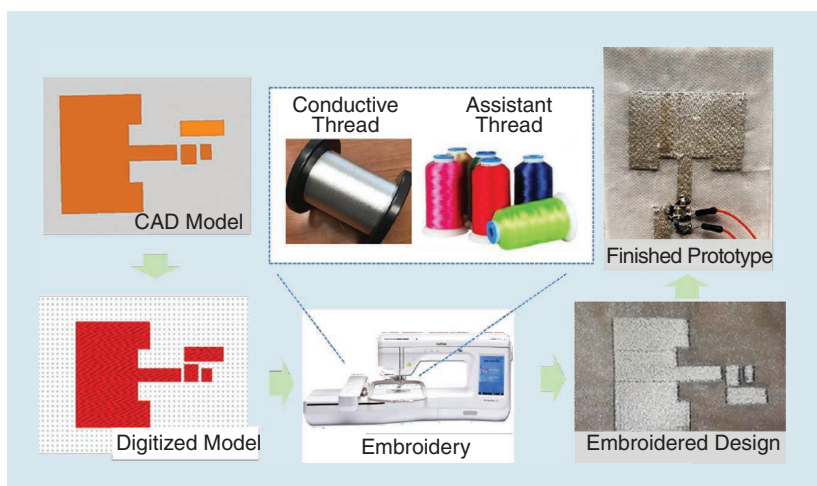 Conductive
Thread
Assistant
Thread
CAD Model
Finished Prototype
Digitized Model
Embroidery
Embroidered Design